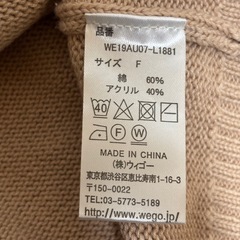 WE19AU07-L1881
サイズ F
綿 60%
アクリル 40%
40
P W
MADE IN CHINA
(株)ウィゴー
東京都渋谷区恵比寿南1-16-3
〒150-0022
TEL 03-5773-5189
http://www.wego.jp/